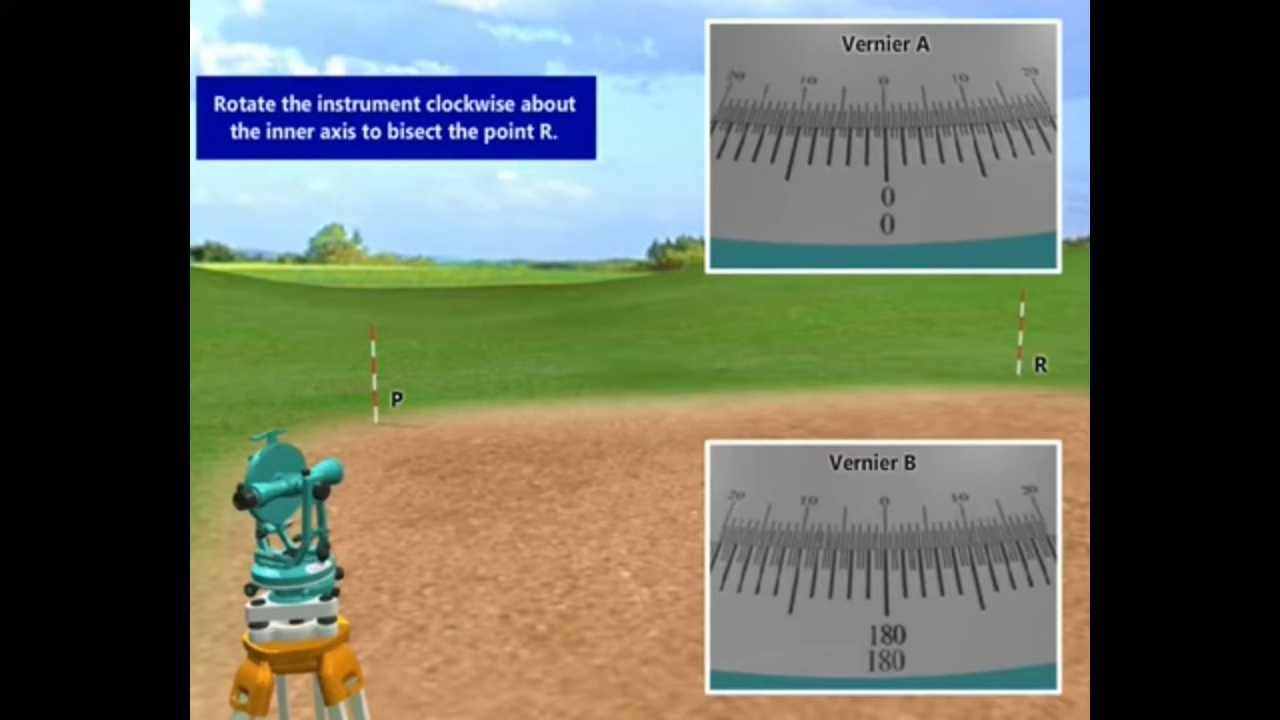 Rotate the instrument clockwise about
the inner axis to bisect the point R.
Vernier A
20 10 0 10 20
0
0
P
R
Vernier B
20 10 0 10 20
180
180